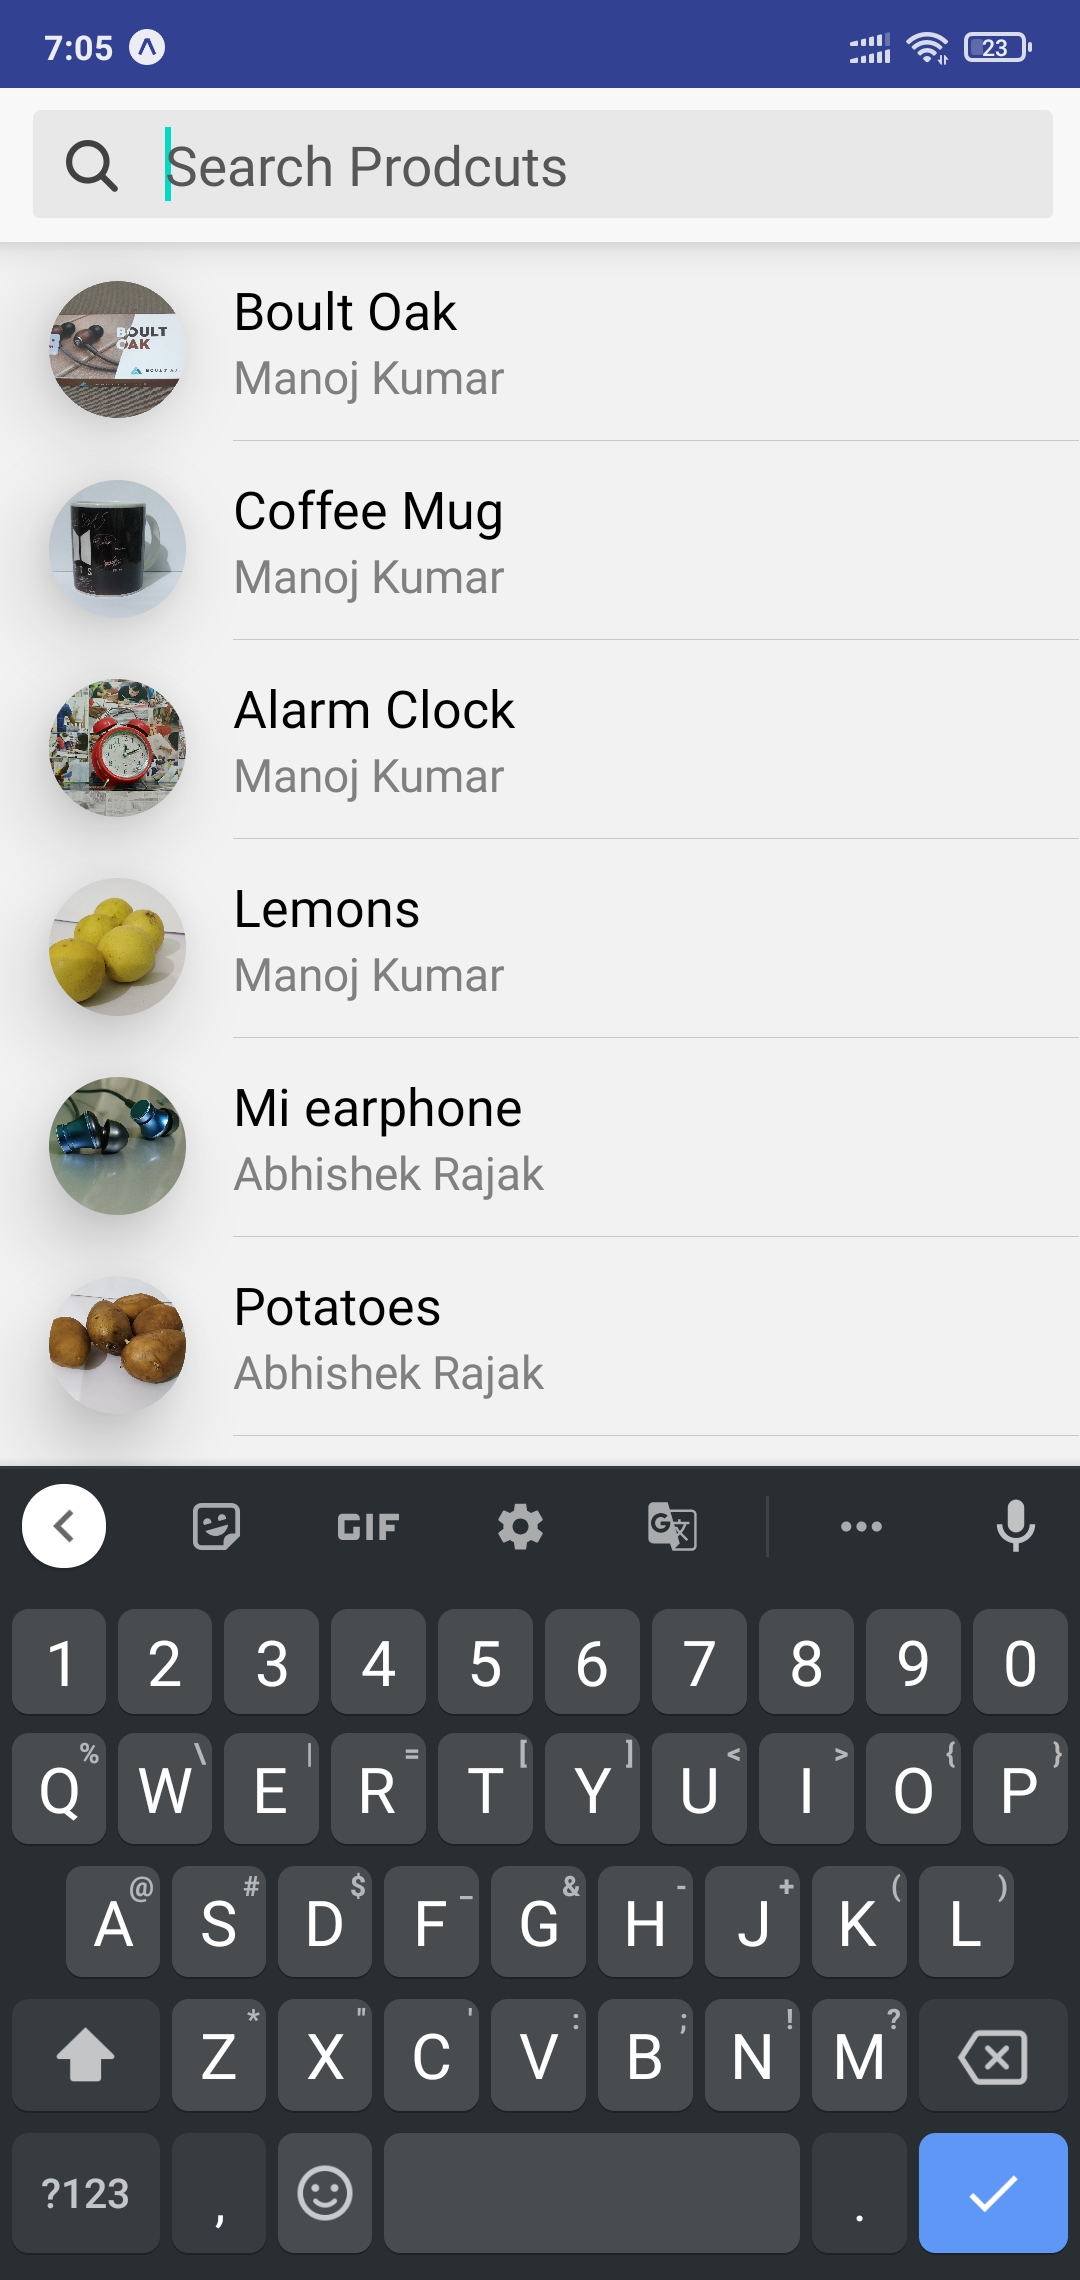 7:05 23
Search Prodcuts
BOULT
OAK
Boult Oak
Manoj Kumar
Coffee Mug
Manoj Kumar
Alarm Clock
Manoj Kumar
Lemons
Manoj Kumar
Mi earphone
Abhishek Rajak
Potatoes
Abhishek Rajak
GIF G
1 2 3 4 5 6 7 8 9 0
% \ | = [ ] < > { }
Q W E R T Y U I O P
@ # $ _ & - + ( )
A S D F G H J K L
* " ' : ; ! ?
Z X C V B N M
?123 , .